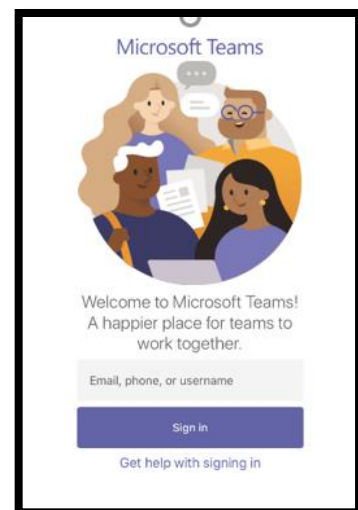 Microsoft Teams
Welcome to Microsoft Teams!
A happier place for teams to
work together.
Email, phone, or username
Sign in
Get help with signing in